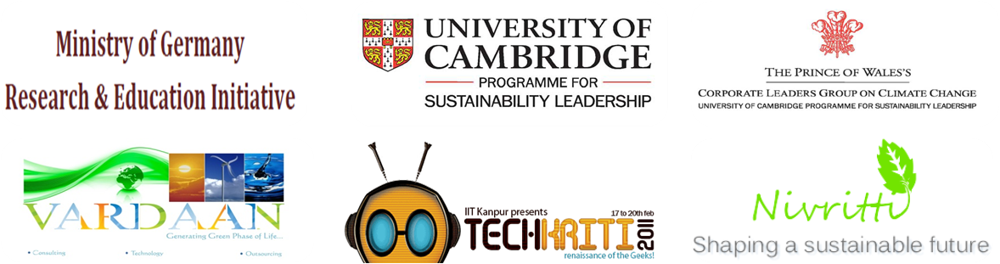 Ministry of Germany
Research & Education Initiative
UNIVERSITY OF
CAMBRIDGE
PROGRAMME FOR
SUSTAINABILITY LEADERSHIP
THE PRINCE OF WALES'S
CORPORATE LEADERS GROUP ON CLIMATE CHANGE
UNIVERSITY OF CAMBRIDGE PROGRAMME FOR SUSTAINABILITY LEADERSHIP
VARDAAN
Generating Green Phase of Life...
• Consulting • Technology • Outsourcing
IIT Kanpur presents 17 to 20th feb
TECHKRITI 2011
renaissance of the Geeks!
Nivritti
Shaping a sustainable future